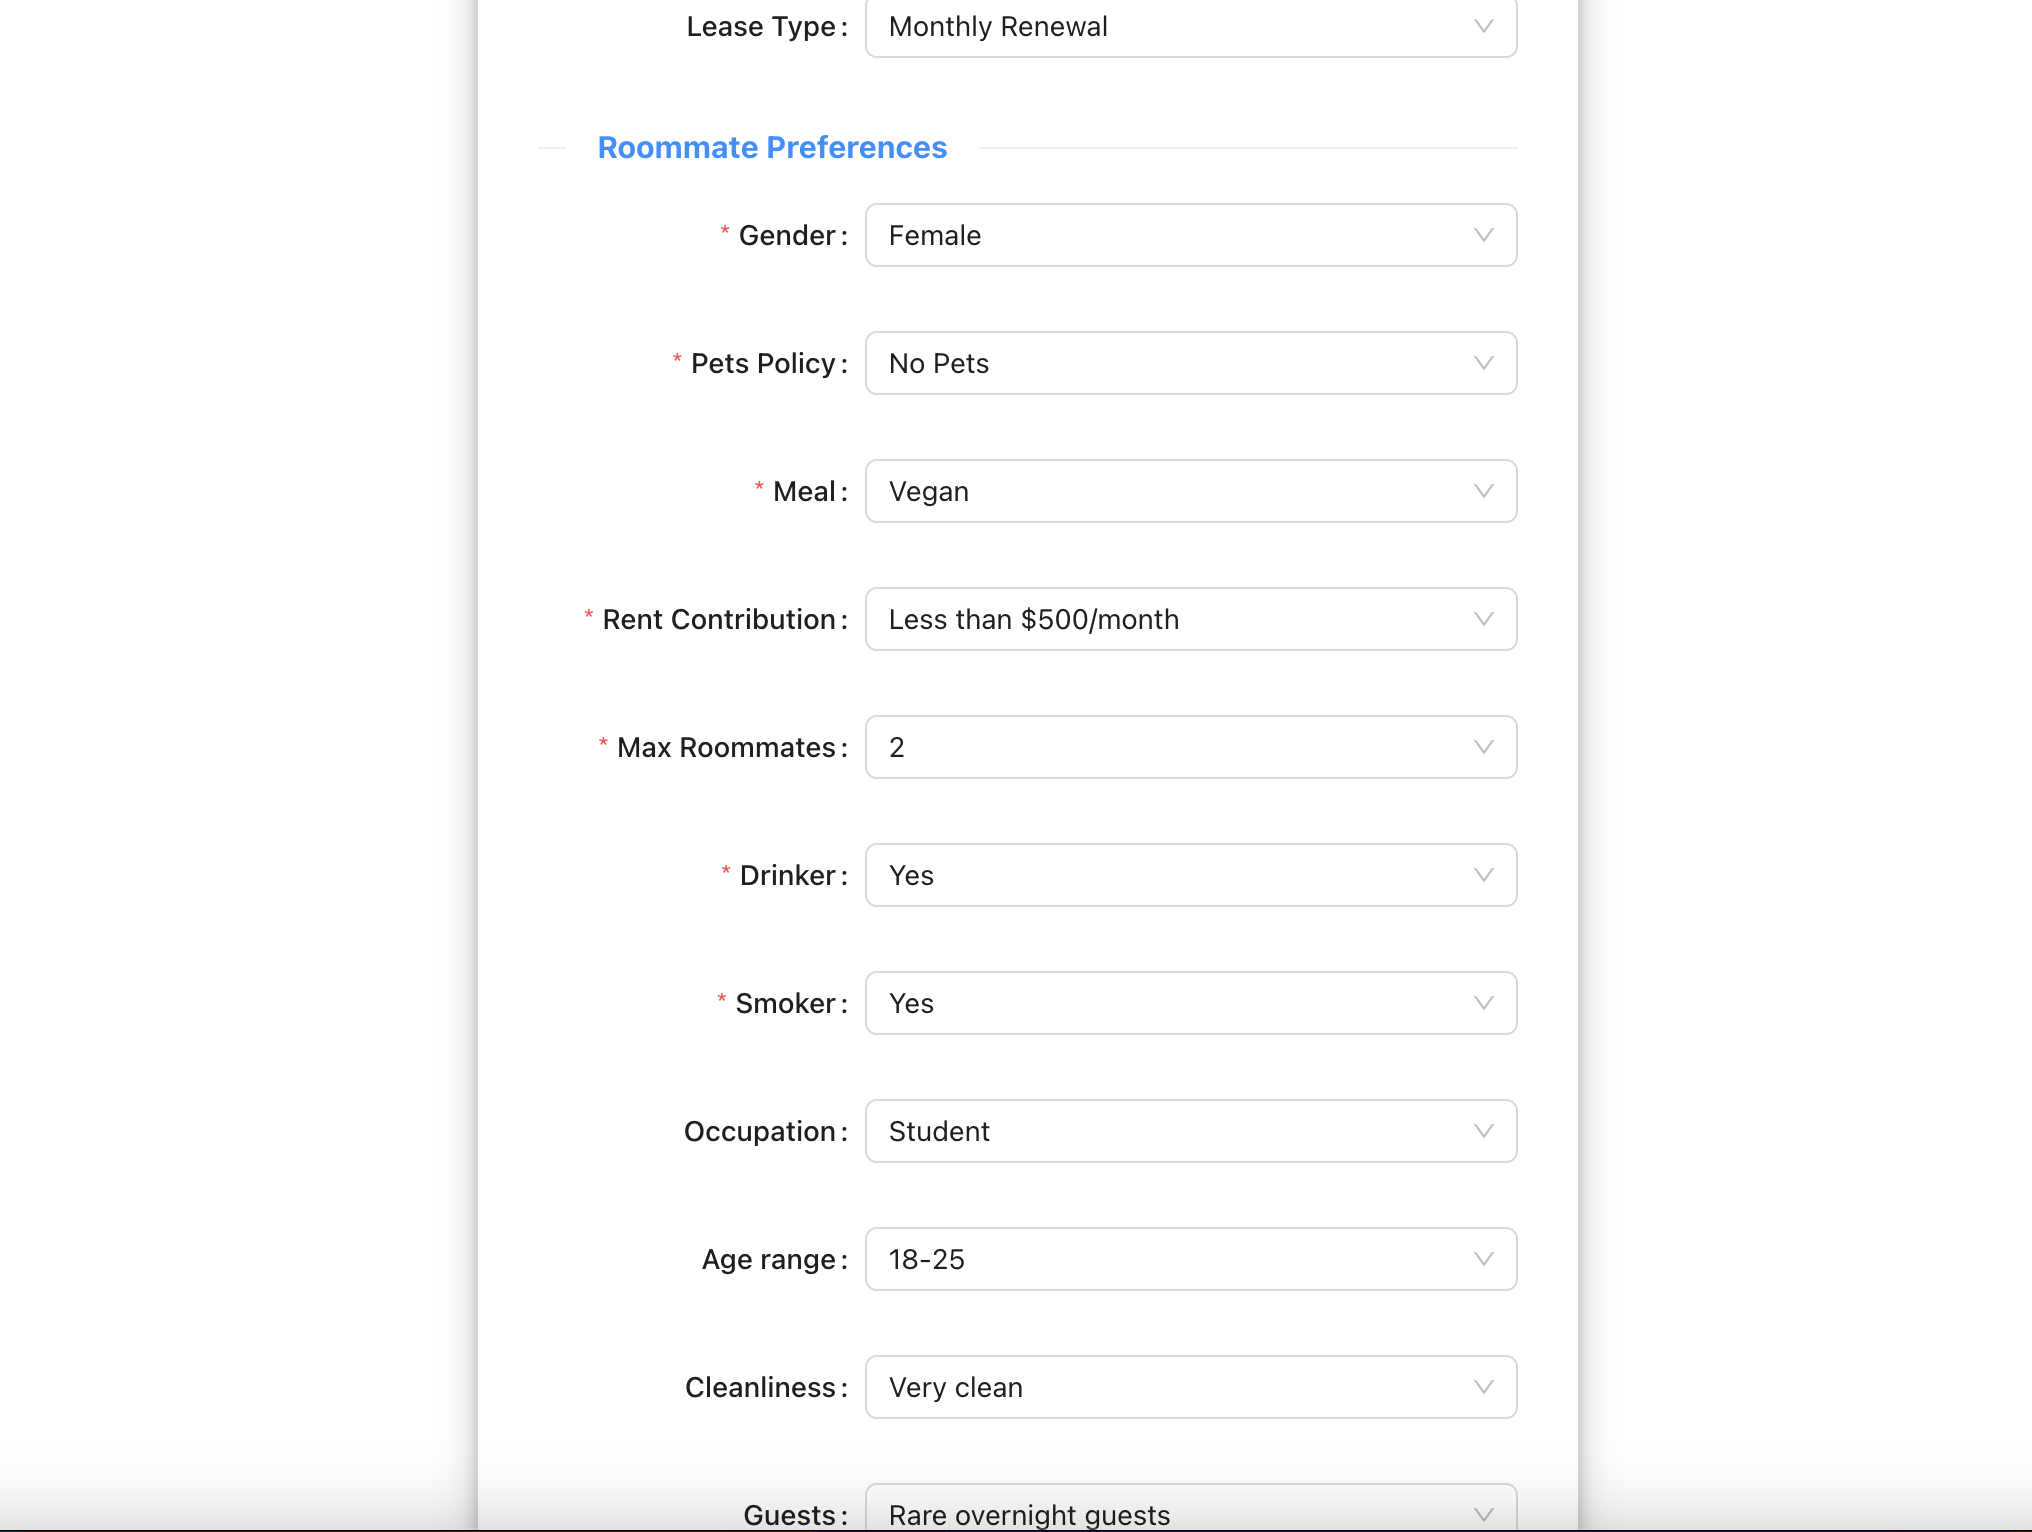 Lease Type: Monthly Renewal
Roommate Preferences
* Gender: Female
* Pets Policy: No Pets
* Meal: Vegan
* Rent Contribution: Less than $500/month
* Max Roommates: 2
* Drinker: Yes
* Smoker: Yes
Occupation: Student
Age range: 18-25
Cleanliness: Very clean
Guests: Rare overnight guests